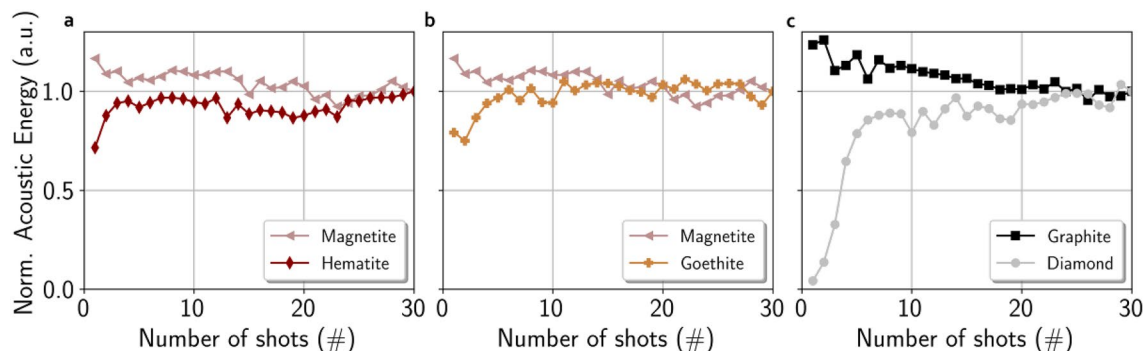 a
b
c
Norm. Acoustic Energy (a.u.)
1.0
0.5
0.0
Magnetite
Hematite
0
10
20
30
Number of shots (#)
Magnetite
Goethite
0
10
20
30
Number of shots (#)
Graphite
Diamond
10
20
30
Number of shots (#)